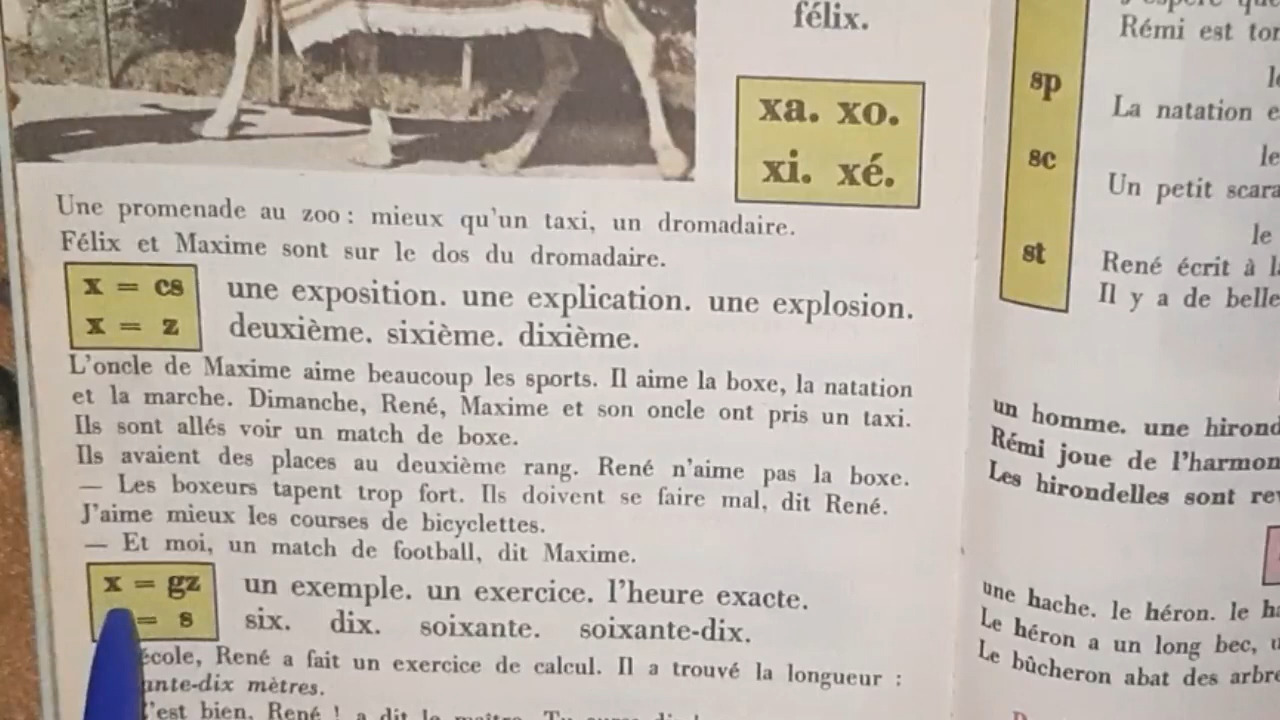 félix.
xa. xo.
xi. xé.
Une promenade au zoo : mieux qu'un taxi, un dromadaire.
Félix et Maxime sont sur le dos du dromadaire.
x = cs
x = z
une exposition. une explication. une explosion.
deuxième. sixième. dixième.
L'oncle de Maxime aime beaucoup les sports. Il aime la boxe, la natation
et la marche. Dimanche, René, Maxime et son oncle ont pris un taxi.
Ils sont allés voir un match de boxe.
Ils avaient des places au deuxième rang. René n'aime pas la boxe.
— Les boxeurs tapent trop fort. Ils doivent se faire mal, dit René.
J'aime mieux les courses de bicyclettes.
— Et moi, un match de football, dit Maxime.
x = gz
= s
un exemple. un exercice. l'heure exacte.
six. dix. soixante. soixante-dix.
école, René a fait un exercice de calcul. Il a trouvé la longueur :
ante-dix mètres.
'est bien, René ! a dit le maître.
Rémi est
sp
La natation
sc
le
Un petit
le
st
René écrit à
Il y a de
un homme. une
Rémi joue de
Les hirondelles sont
une hache. le héron. le
Le héron a un long bec,
Le bûcheron abat des